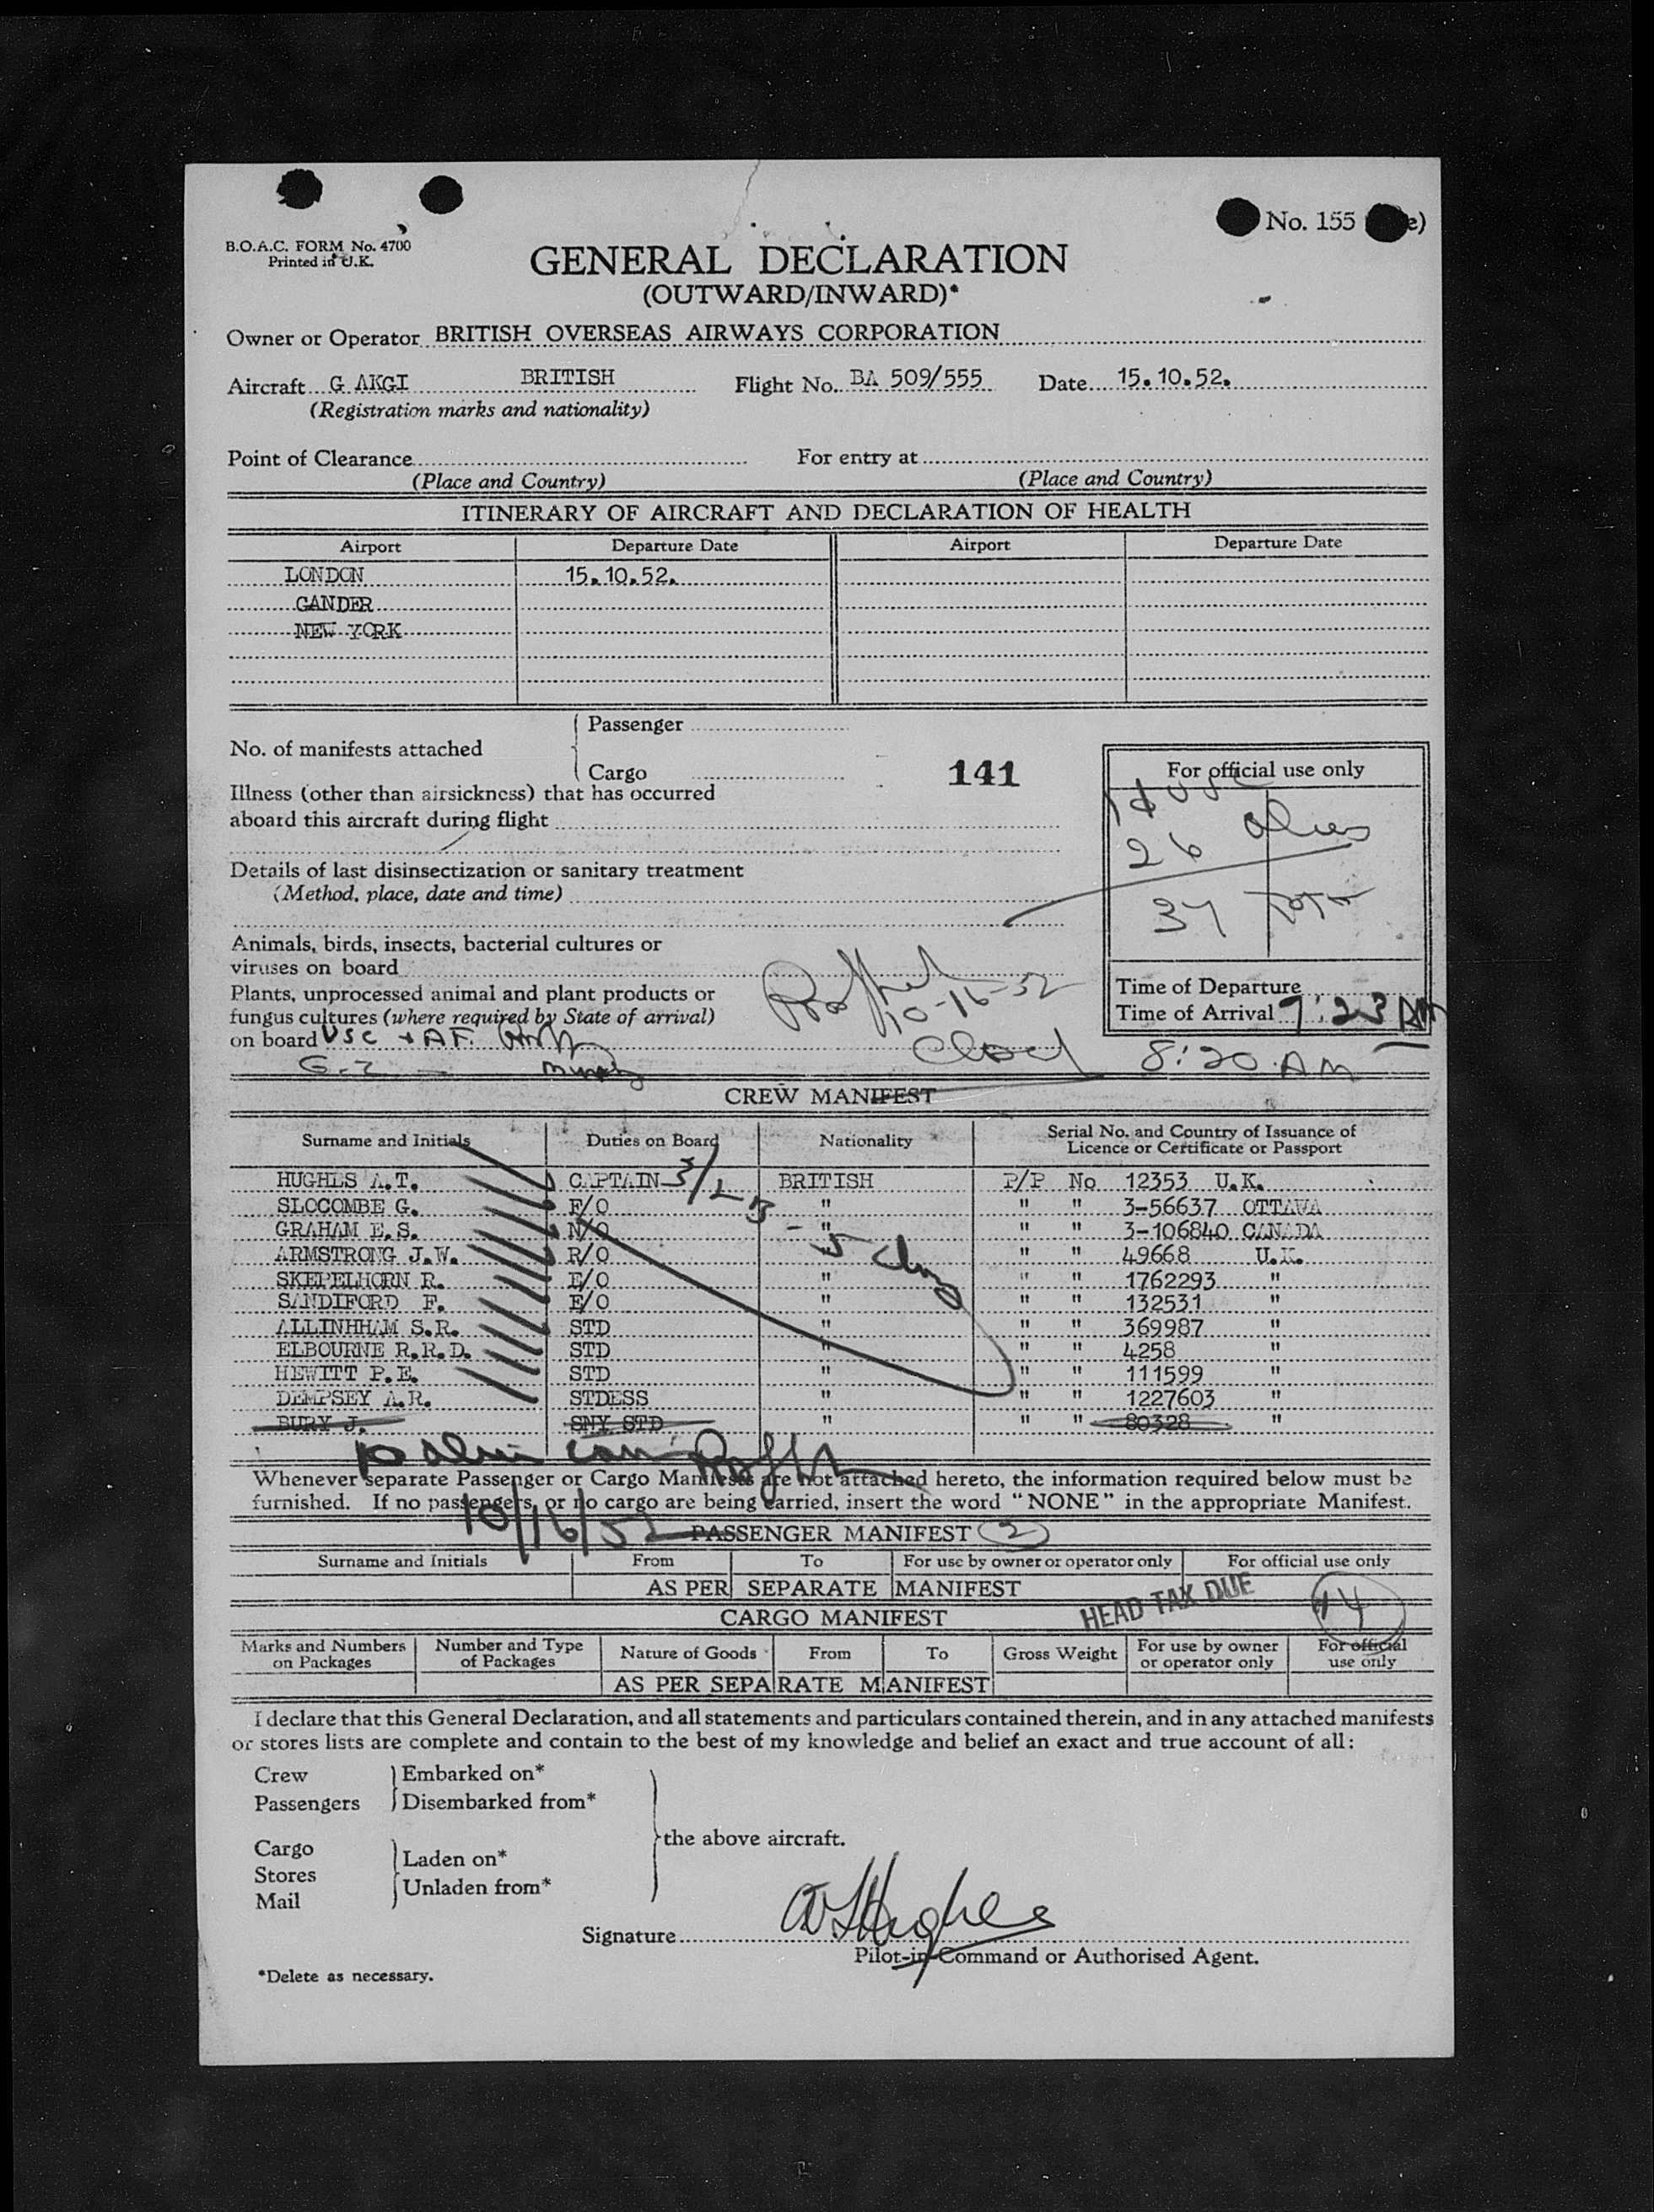 No. 155
B.O.A.C. FORM No. 4700
Printed in U.K.
GENERAL DECLARATION
(OUTWARD/INWARD)*
Owner or Operator BRITISH OVERSEAS AIRWAYS CORPORATION
Aircraft G AKGI BRITISH Flight No. BA 509/555 Date 15.10.52.
(Registration marks and nationality)
Point of Clearance For entry at
(Place and Country) (Place and Country)
ITINERARY OF AIRCRAFT AND DECLARATION OF HEALTH
Airport Departure Date Airport Departure Date
LONDON 15.10.52.
GANDER
NEW YORK
Passenger
No. of manifests attached
Cargo 141 For official use only
Illness (other than airsickness) that has occurred
aboard this aircraft during flight
26
Details of last disinsectization or sanitary treatment
(Method, place, date and time)
37
Animals, birds, insects, bacterial cultures or
viruses on board
10-16-52
Plants, unprocessed animal and plant products or Time of Departure
fungus cultures (where required by State of arrival) Time of Arrival 7:23 AM
on board USC + AF
8:20 AM
CREW MANIFEST
Surname and Initials Duties on Board Nationality Serial No. and Country of Issuance of
Licence or Certificate or Passport
HUGHES A.T. CAPTAIN BRITISH P/P No 12353 U.K.
SLOCOMBE G. F/O " " " 3-56637 OTTAWA
GRAHAM E.S. N/O " " " 3-106840 CANADA
ARMSTRONG J.W. R/O " " 49668 U.K.
SKEPELHORN R. E/O " " " 1762293 "
SANDIFORD F. E/O " " " 132531 "
ALLINHHAM S.R. STD " " " 369987 "
ELBOURNE R.R.D. STD " " " 4258 "
HEWITT P.E. STD " " " 111599 "
DEMPSEY A.R. STDESS " " " 1227603 "
BURY J. SNY STD " " " 80328 "
Whenever separate Passenger or Cargo Manifests are not attached hereto, the information required below must be
furnished. If no passengers or no cargo are being carried, insert the word "NONE" in the appropriate Manifest.
10/16/52
PASSENGER MANIFEST 2
Surname and Initials From To For use by owner or operator only For official use only
AS PER SEPARATE MANIFEST
HEAD TAX DUE 14
CARGO MANIFEST
Marks and Numbers on Packages Number and Type of Packages Nature of Goods From To Gross Weight For use by owner or operator only For official use only
AS PER SEPARATE MANIFEST
I declare that this General Declaration, and all statements and particulars contained therein, and in any attached manifests
or stores lists are complete and contain to the best of my knowledge and belief an exact and true account of all:
Crew Embarked on*
Passengers Disembarked from*
the above aircraft.
Cargo
Laden on*
Stores
Unladen from*
Mail
Signature A T Hughes
Pilot-in-Command or Authorised Agent.
*Delete as necessary.